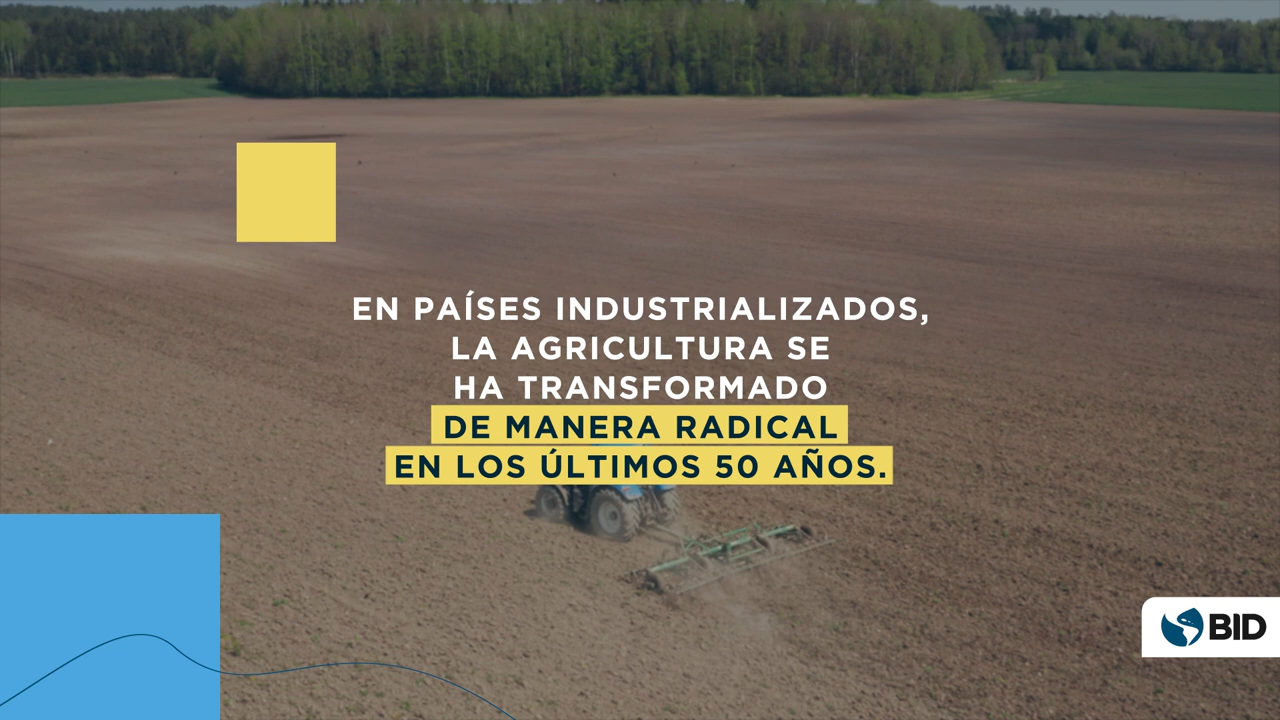 EN PAÍSES INDUSTRIALIZADOS,
LA AGRICULTURA SE
HA TRANSFORMADO
DE MANERA RADICAL
EN LOS ÚLTIMOS 50 AÑOS.
BID